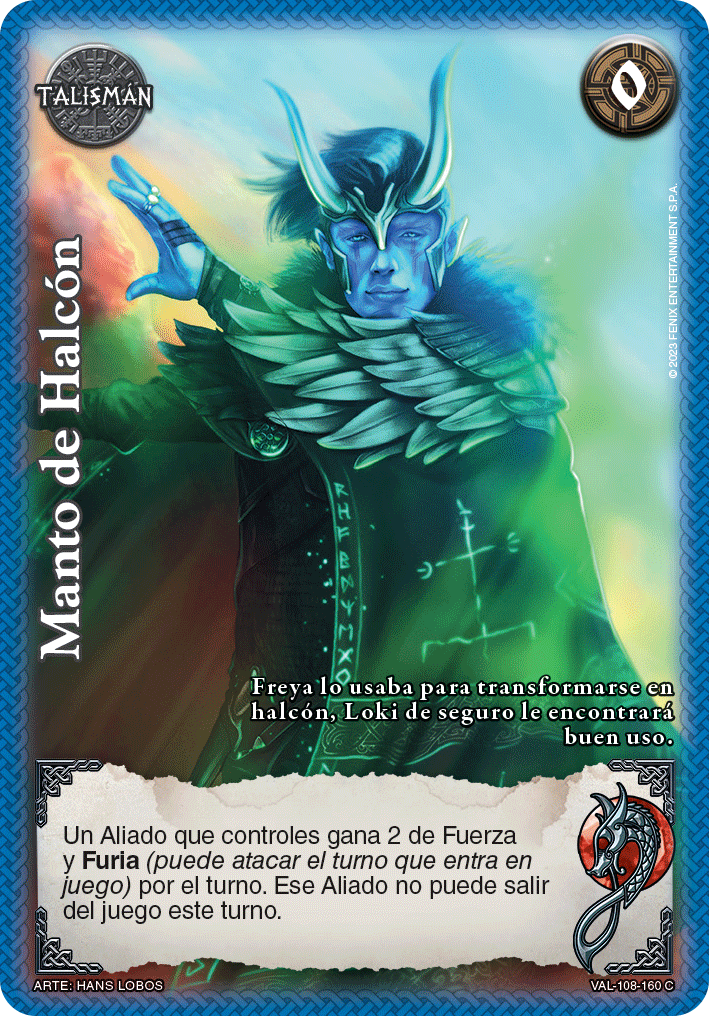 TALISMÁN
0
Manto de Halcón
© 2023 FENIX ENTERTAINMENT S.P.A.
Freya lo usaba para transformarse en
halcón, Loki de seguro le encontrará
buen uso.
Un Aliado que controles gana 2 de Fuerza
y Furia (puede atacar el turno que entra en
juego) por el turno. Ese Aliado no puede salir
del juego este turno.
ARTE: HANS LOBOS
VAL-108-160 C